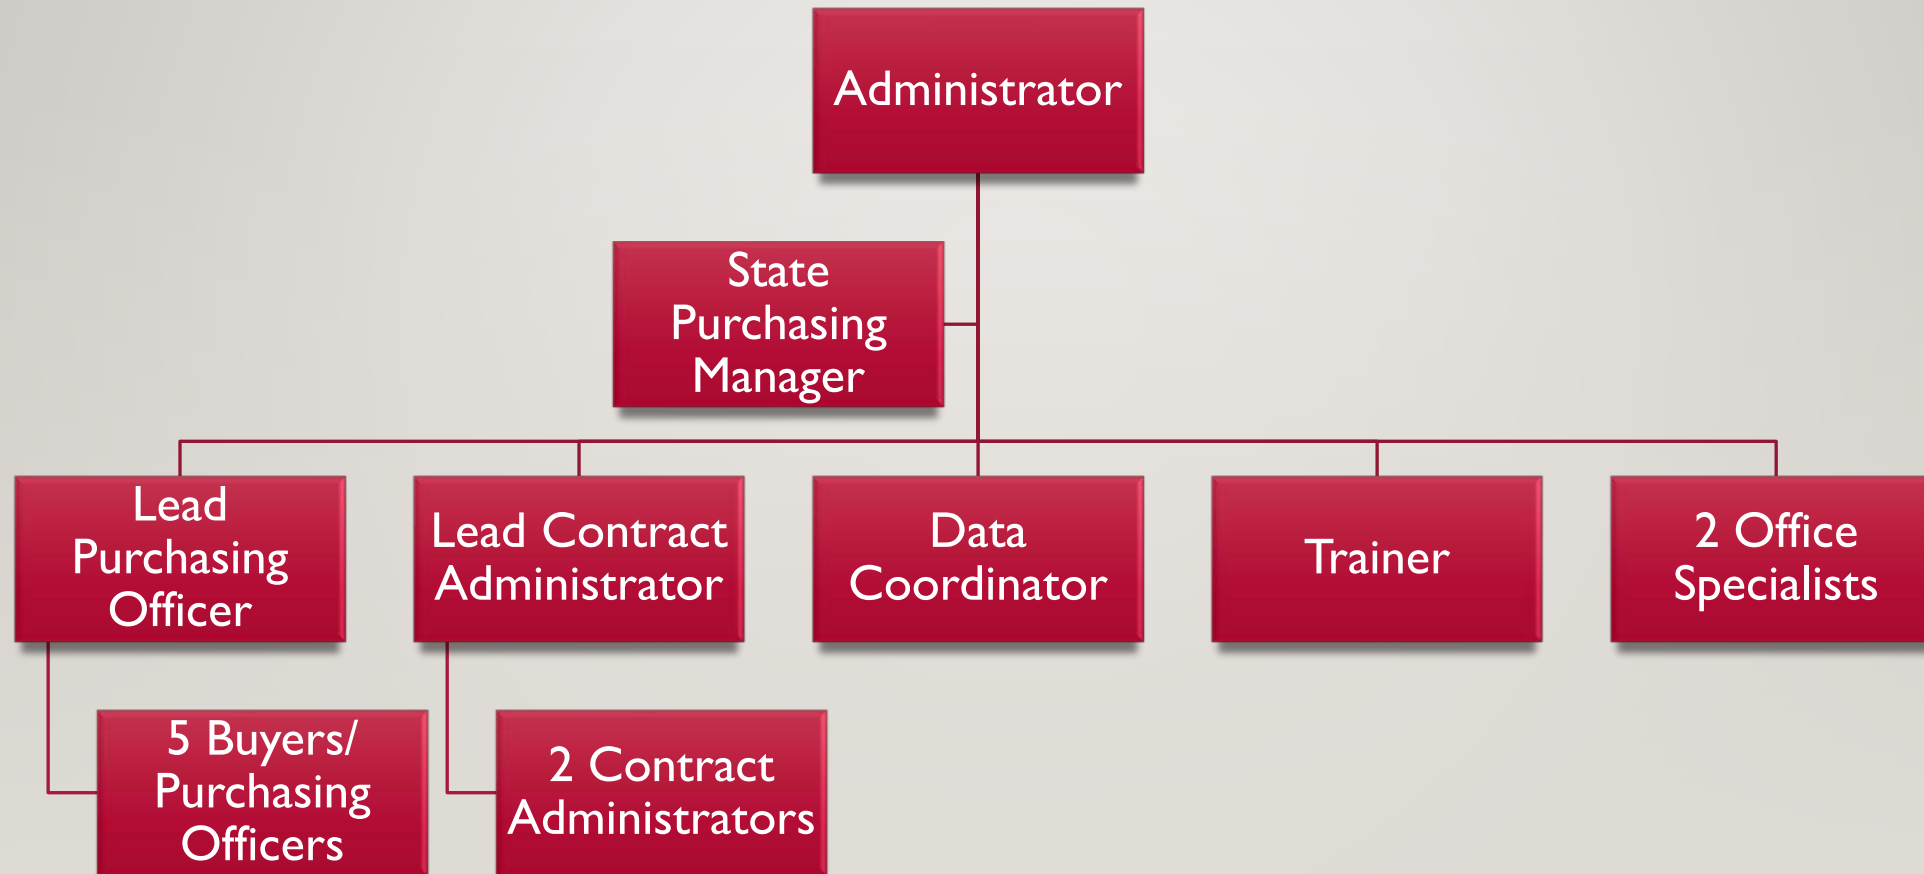 Administrator
State
Purchasing
Manager
Lead
Purchasing
Officer
Lead Contract
Administrator
Data
Coordinator
Trainer
2 Office
Specialists
5 Buyers/
Purchasing
Officers
2 Contract
Administrators